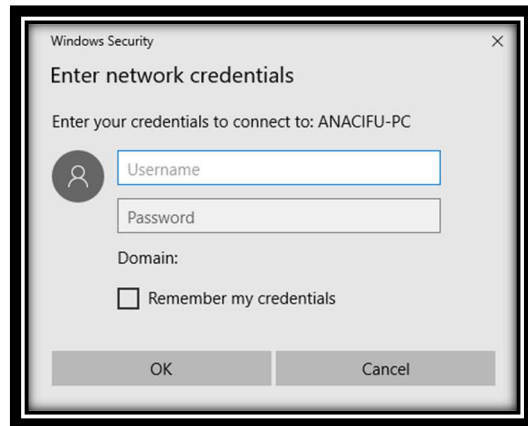 Windows Security
Enter network credentials
Enter your credentials to connect to: ANACIFU-PC
Username
Password
Domain:
Remember my credentials
OK Cancel